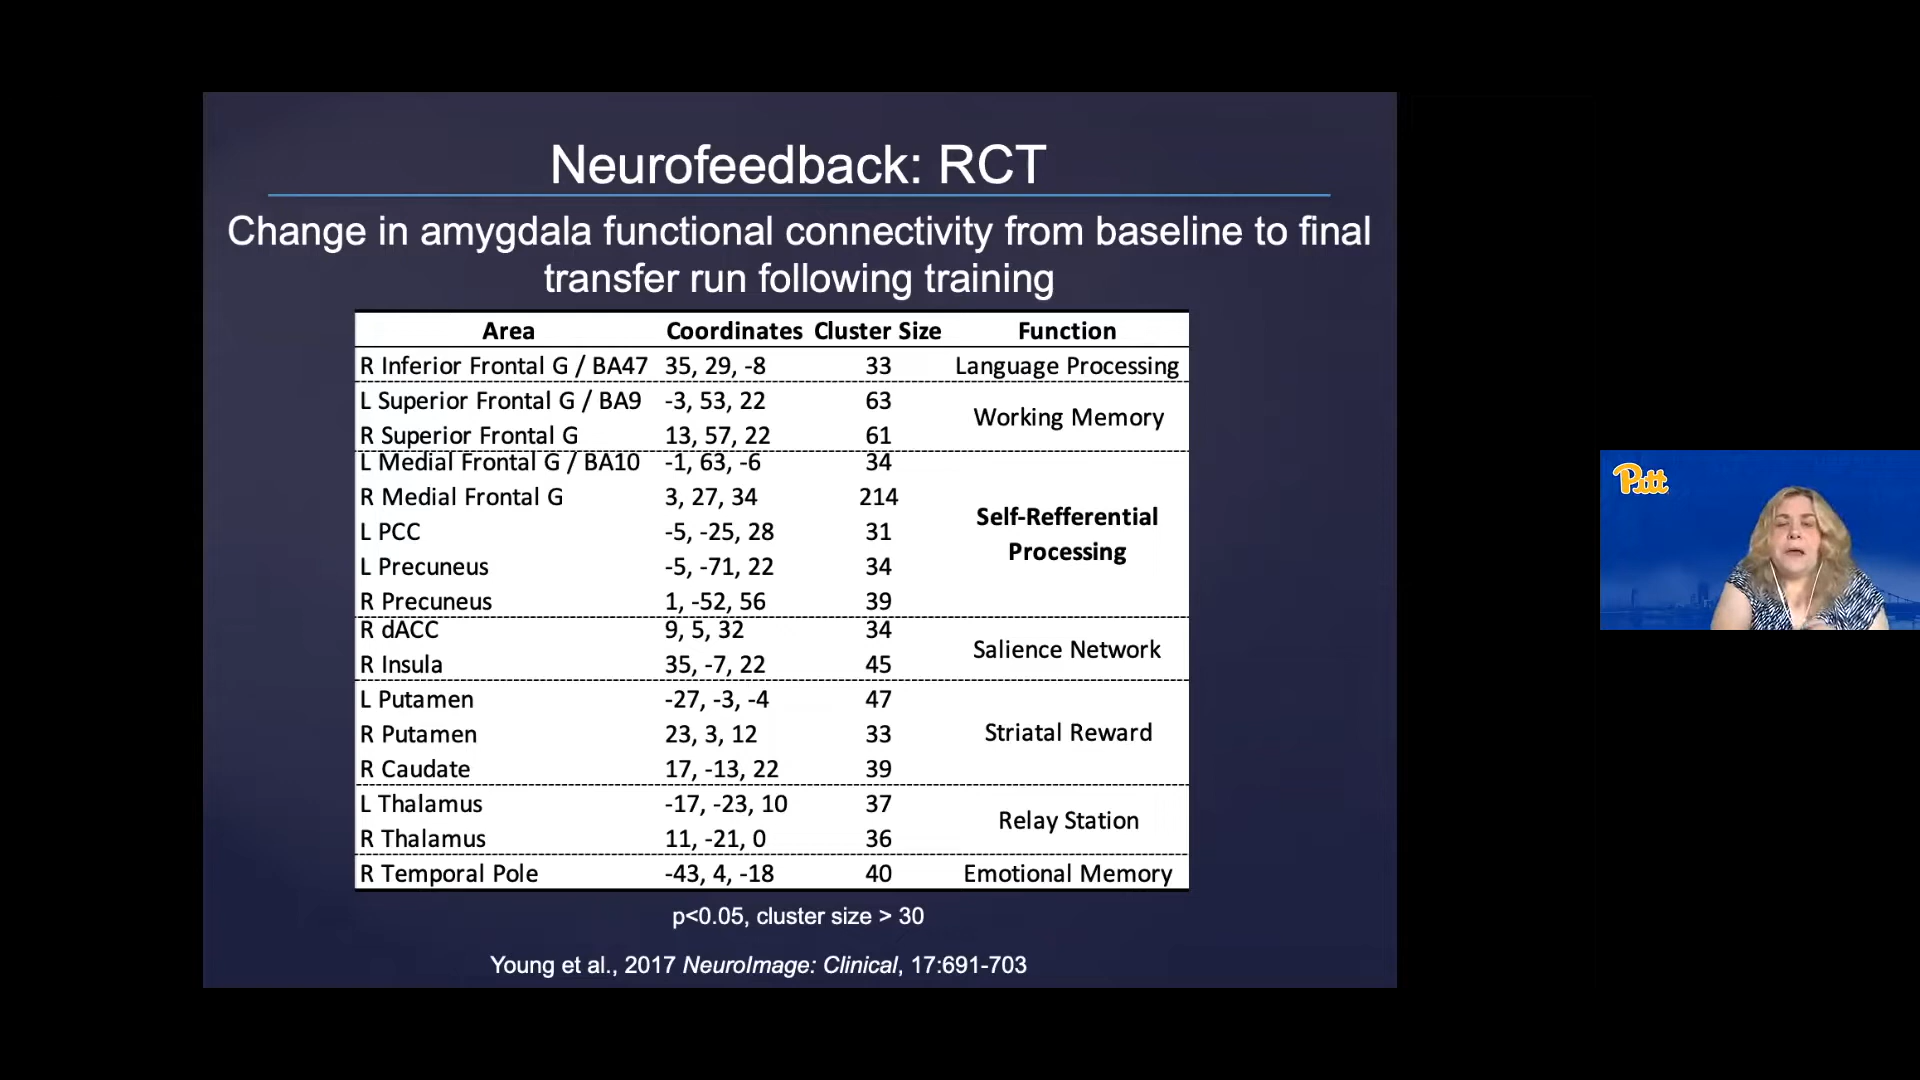 Neurofeedback: RCT
Change in amygdala functional connectivity from baseline to final
transfer run following training
Area Coordinates Cluster Size Function
R Inferior Frontal G / BA47 35, 29, -8 33 Language Processing
L Superior Frontal G / BA9 -3, 53, 22 63
Working Memory
R Superior Frontal G 13, 57, 22 61
L Medial Frontal G / BA10 -1, 63, -6 34
R Medial Frontal G 3, 27, 34 214
Self-Refferential
L PCC -5, -25, 28 31
Processing
L Precuneus -5, -71, 22 34
R Precuneus 1, -52, 56 39
R dACC 9, 5, 32 34
Salience Network
R Insula 35, -7, 22 45
L Putamen -27, -3, -4 47
R Putamen 23, 3, 12 33 Striatal Reward
R Caudate 17, -13, 22 39
L Thalamus -17, -23, 10 37
Relay Station
R Thalamus 11, -21, 0 36
R Temporal Pole -43, 4, -18 40 Emotional Memory
p<0.05, cluster size > 30
Young et al., 2017 NeuroImage: Clinical, 17:691-703
Pitt